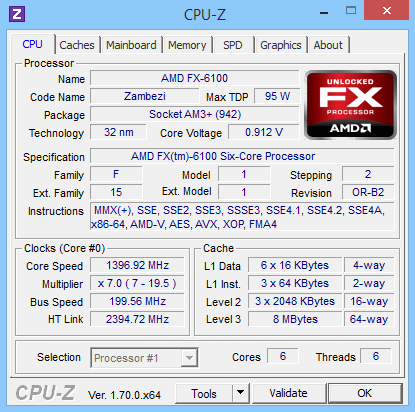 Z CPU-Z
CPU Caches Mainboard Memory SPD Graphics About
Processor
Name AMD FX-6100
Code Name Zambezi Max TDP 95 W
Package Socket AM3+ (942)
Technology 32 nm Core Voltage 0.912 V
UNLOCKED
FX
PROCESSOR
AMD
Specification AMD FX(tm)-6100 Six-Core Processor
Family F Model 1 Stepping 2
Ext. Family 15 Ext. Model 1 Revision OR-B2
Instructions MMX(+), SSE, SSE2, SSE3, SSSE3, SSE4.1, SSE4.2, SSE4A,
x86-64, AMD-V, AES, AVX, XOP, FMA4
Clocks (Core #0)
Core Speed 1396.92 MHz
Multiplier x 7.0 ( 7 - 19.5 )
Bus Speed 199.56 MHz
HT Link 2394.72 MHz
Cache
L1 Data 6 x 16 KBytes 4-way
L1 Inst. 3 x 64 KBytes 2-way
Level 2 3 x 2048 KBytes 16-way
Level 3 8 MBytes 64-way
Selection Processor #1 Cores 6 Threads 6
CPU-Z Ver. 1.70.0.x64 Tools Validate OK